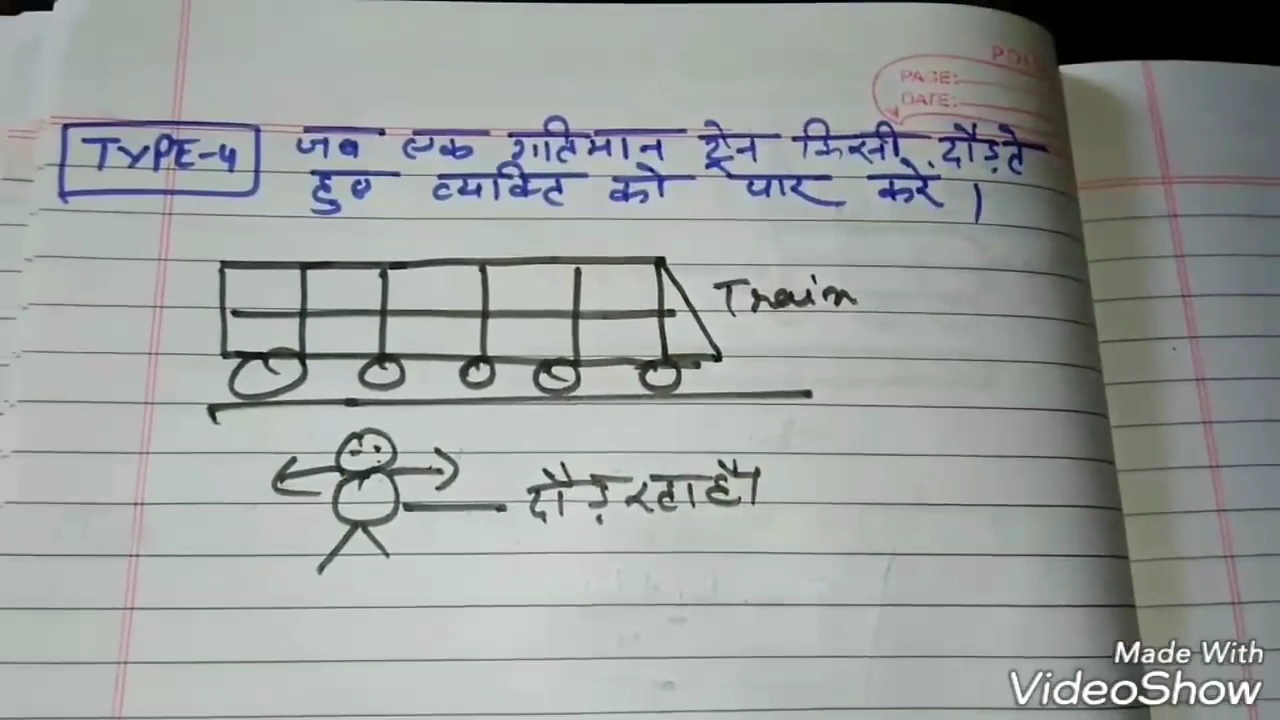 PAGE:
DATE:
TYPE-4 जब एक गतिमान ट्रेन किसी दौड़ते
हुए व्यक्ति को पार करे।
Train
दौड़ रहा है।
Made With
VideoShow